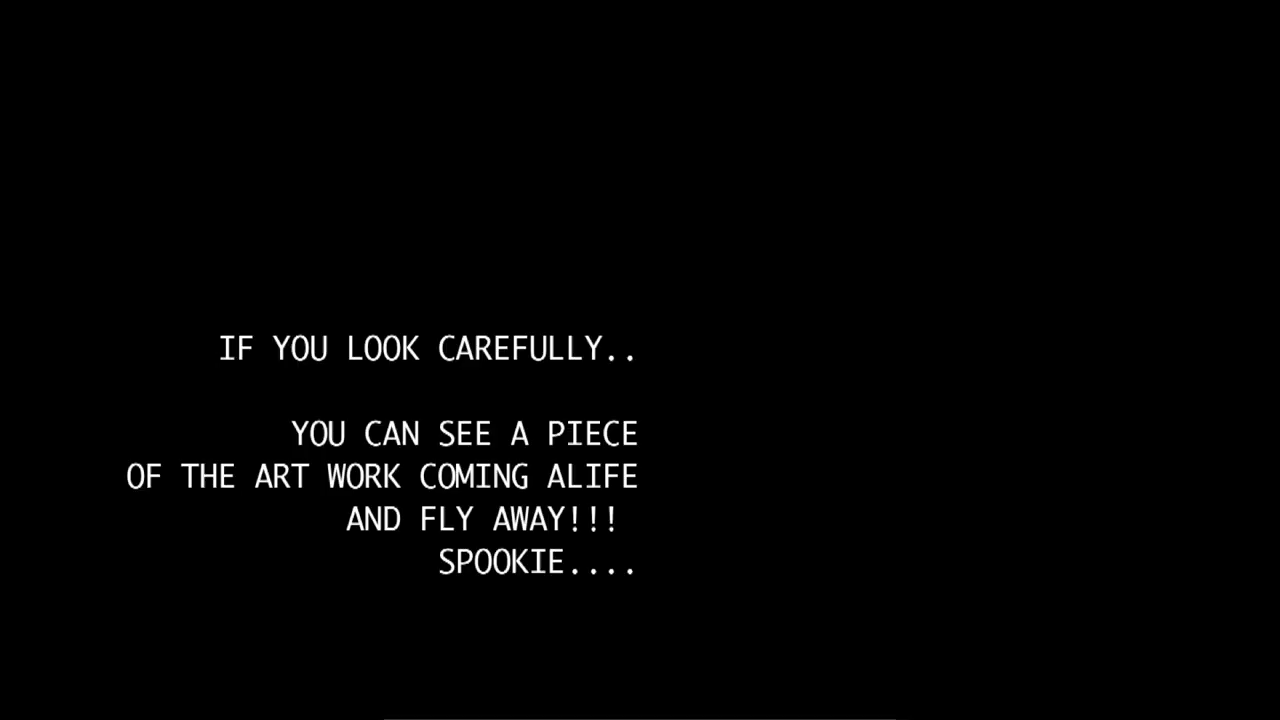 IF YOU LOOK CAREFULLY..
YOU CAN SEE A PIECE
OF THE ART WORK COMING ALIFE
AND FLY AWAY!!!
SPOOKIE....